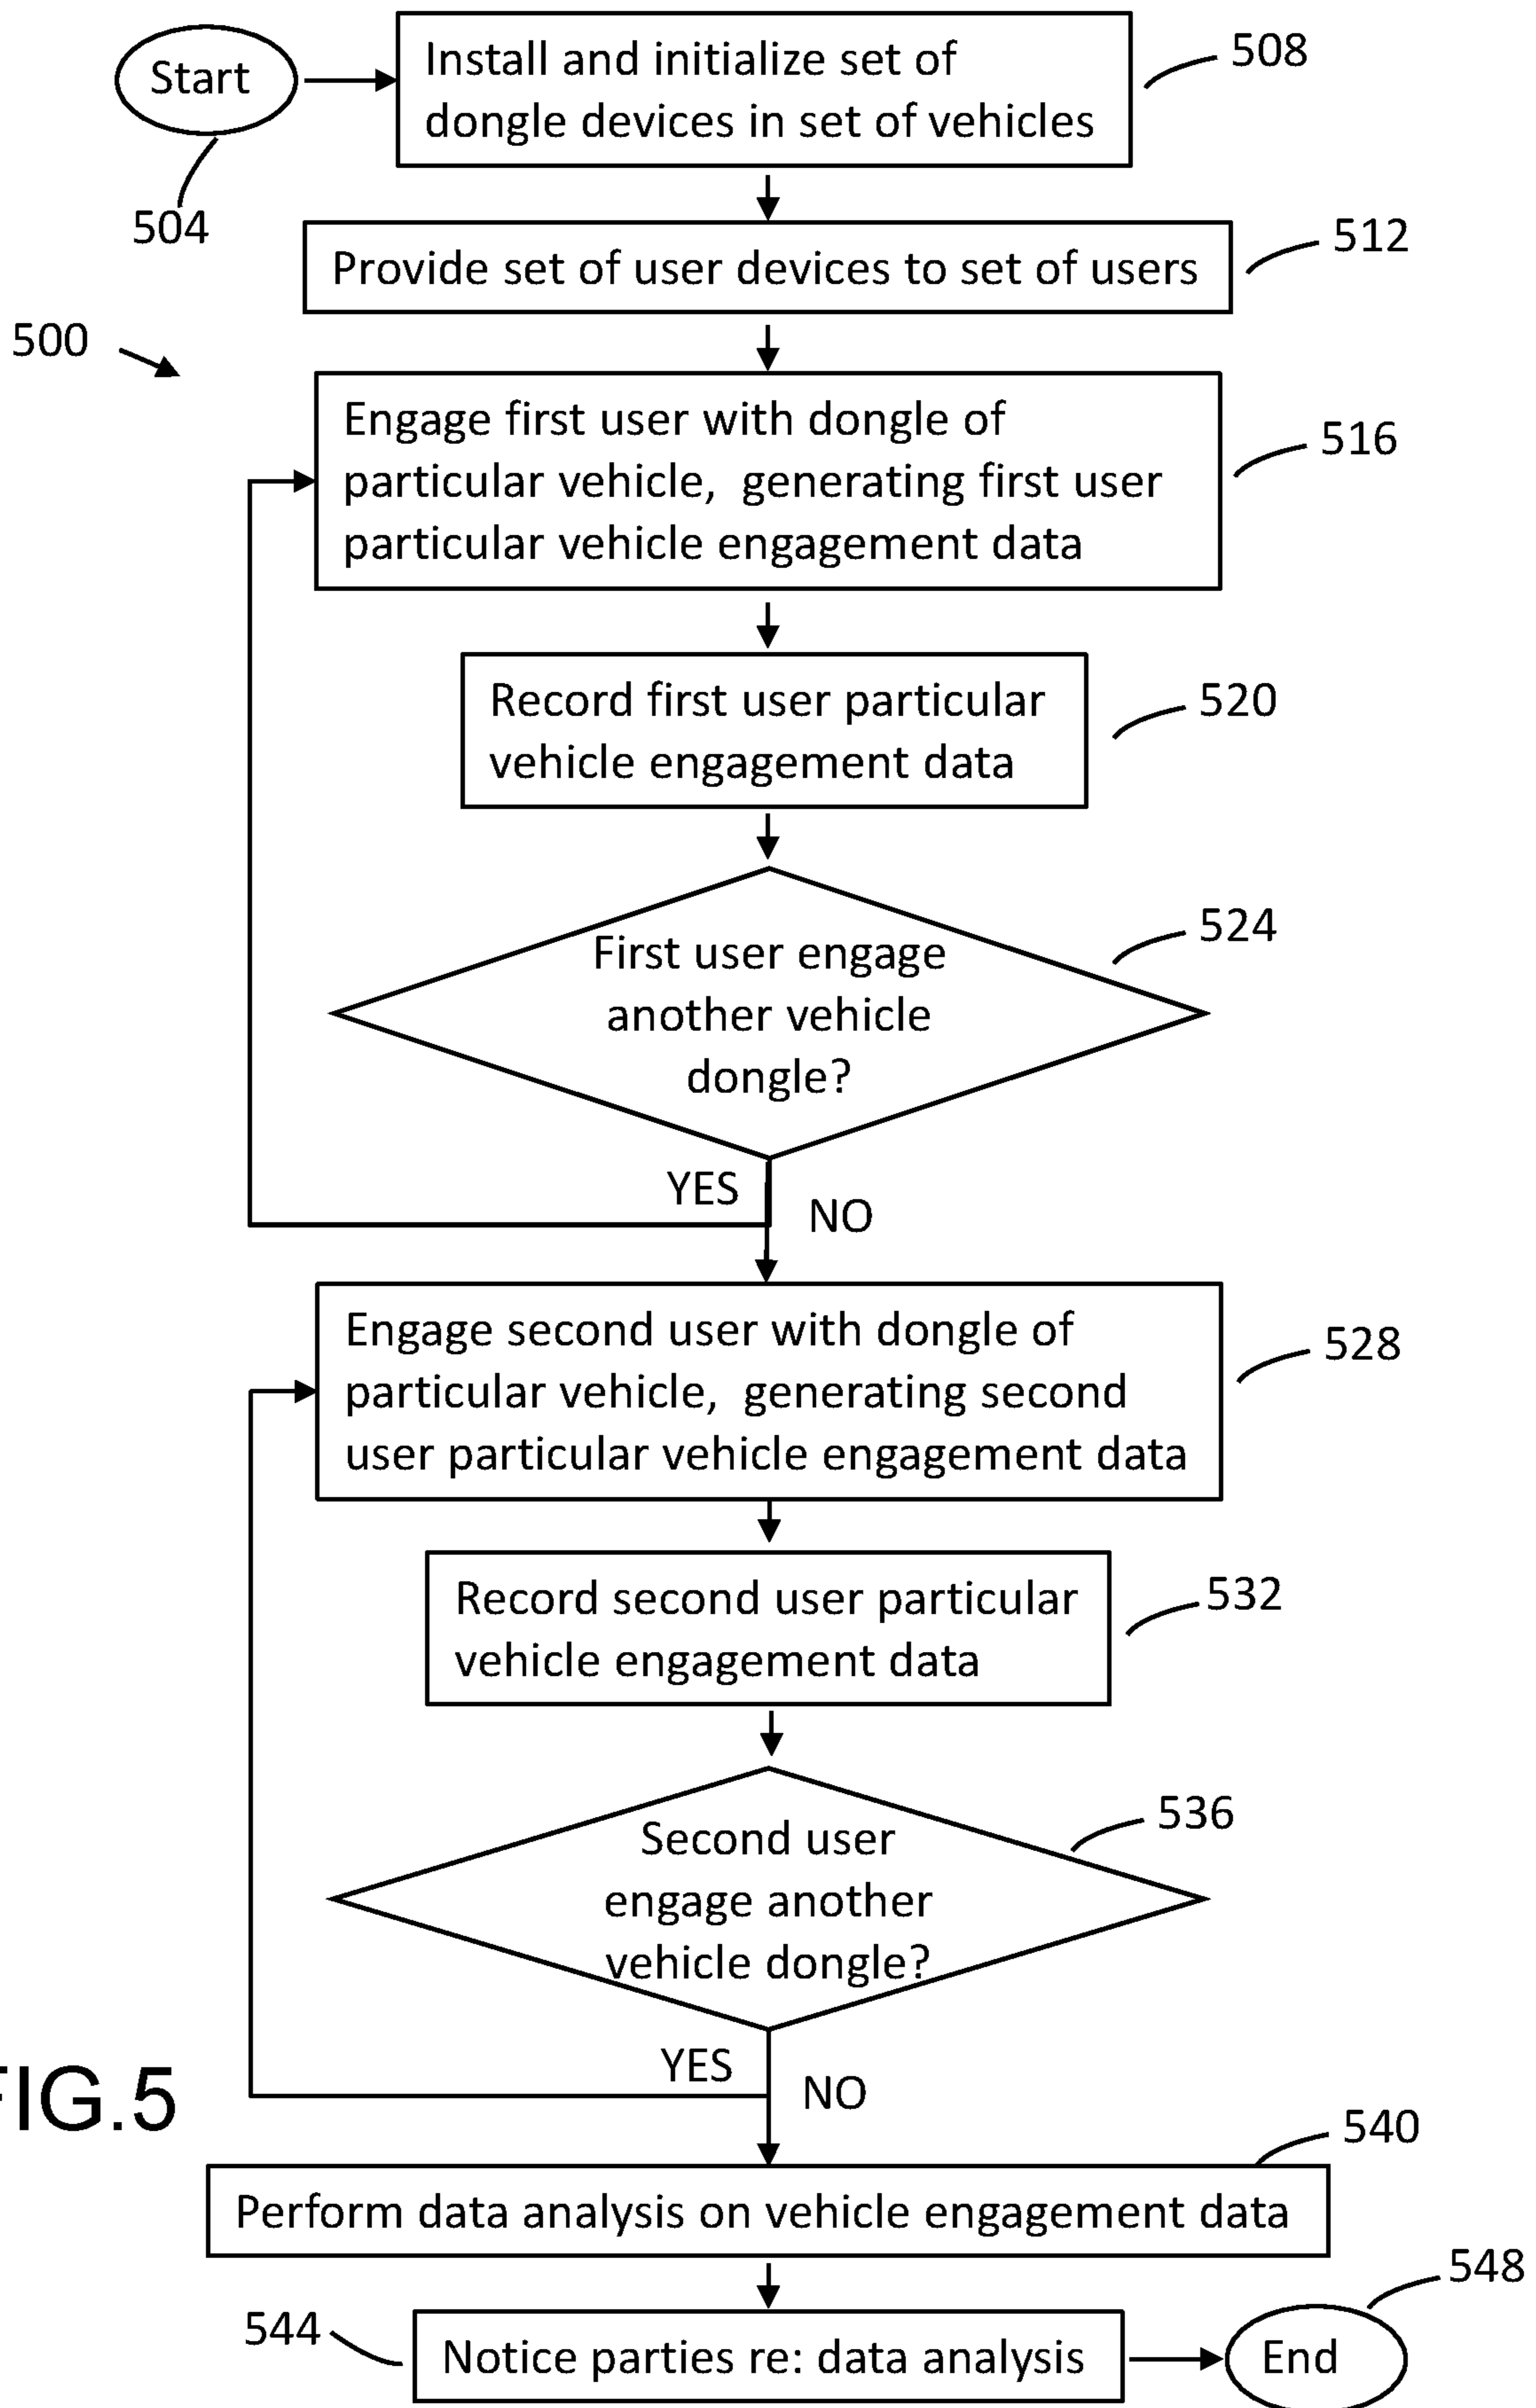 Start
Install and initialize set of
dongle devices in set of vehicles
508
504
Provide set of user devices to set of users
512
500
Engage first user with dongle of
particular vehicle, generating first user
particular vehicle engagement data
516
Record first user particular
vehicle engagement data
520
First user engage
another vehicle
dongle?
524
YES
NO
Engage second user with dongle of
particular vehicle, generating second
user particular vehicle engagement data
528
Record second user particular
vehicle engagement data
532
Second user
engage another
vehicle dongle?
536
YES
NO
FIG.5
540
Perform data analysis on vehicle engagement data
548
544
Notice parties re: data analysis
End